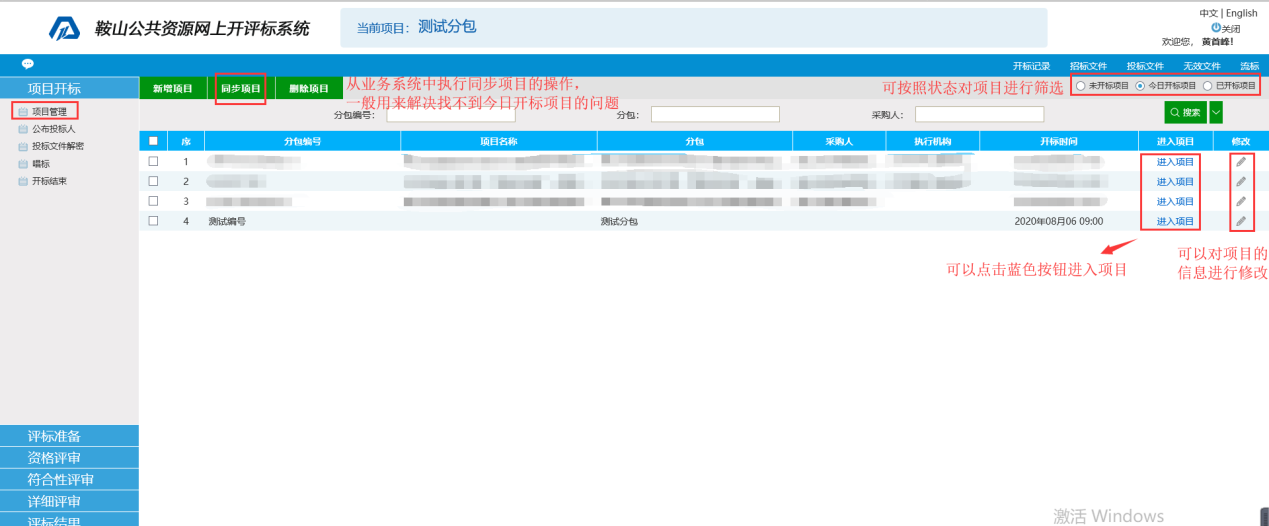 鞍山公共资源网上开评标系统
当前项目: 测试分包
中文 | English
关闭
欢迎您, 黄首峰!
开标记录 招标文件 投标文件 无效文件 流标
项目开标
新增项目 同步项目 删除项目
从业务系统中执行同步项目的操作,
一般用来解决找不到今日开标项目的问题
可按照状态对项目进行筛选
未开标项目 今日开标项目 已开标项目
项目管理
公布投标人
投标文件解密
唱标
开标结束
分包编号: 分包: 采购人: 搜索
序 分包编号 项目名称 分包 采购人 执行机构 开标时间 进入项目 修改
1 进入项目
2 进入项目
3 进入项目
4 测试编号 测试分包 2020年08月06 09:00 进入项目
可以点击蓝色按钮进入项目
可以对项目的
信息进行修改
评标准备
资格评审
符合性评审
详细评审
评标结果
激活 Windows